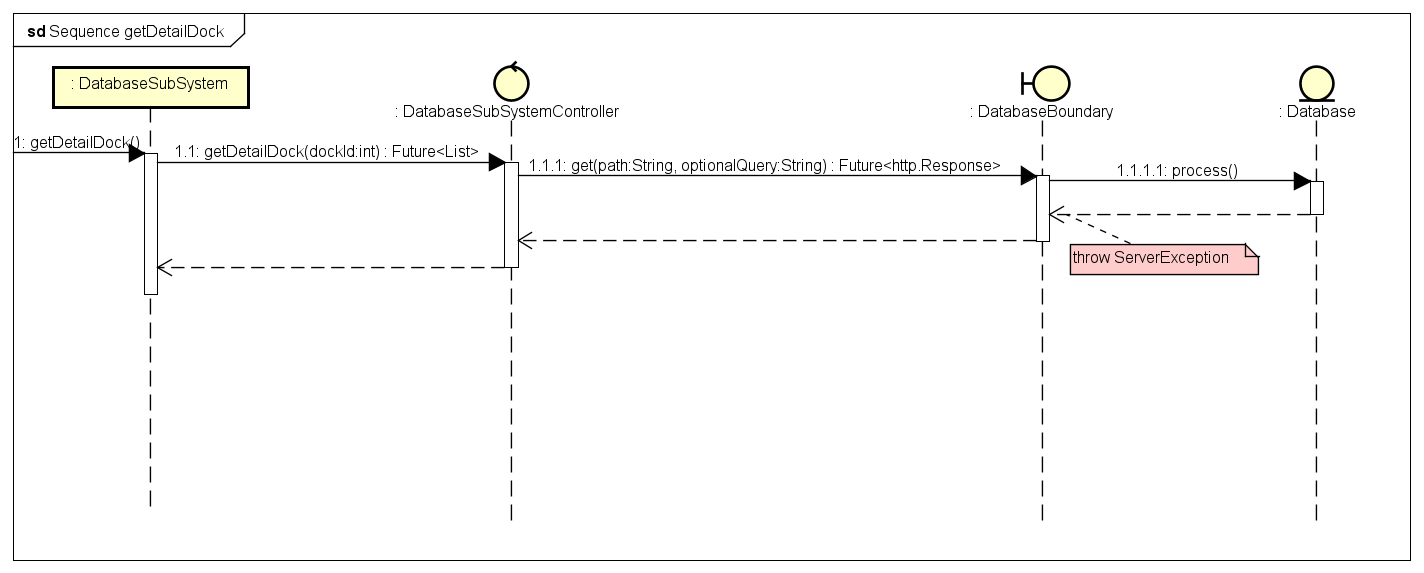 sd Sequence getDetailDock
: DatabaseSubSystem
: DatabaseSubSystemController
: DatabaseBoundary
: Database
1: getDetailDock()
1.1: getDetailDock(dockId:int) : Future<List>
1.1.1: get(path:String, optionalQuery:String) : Future<http.Response>
1.1.1.1: process()
throw ServerException